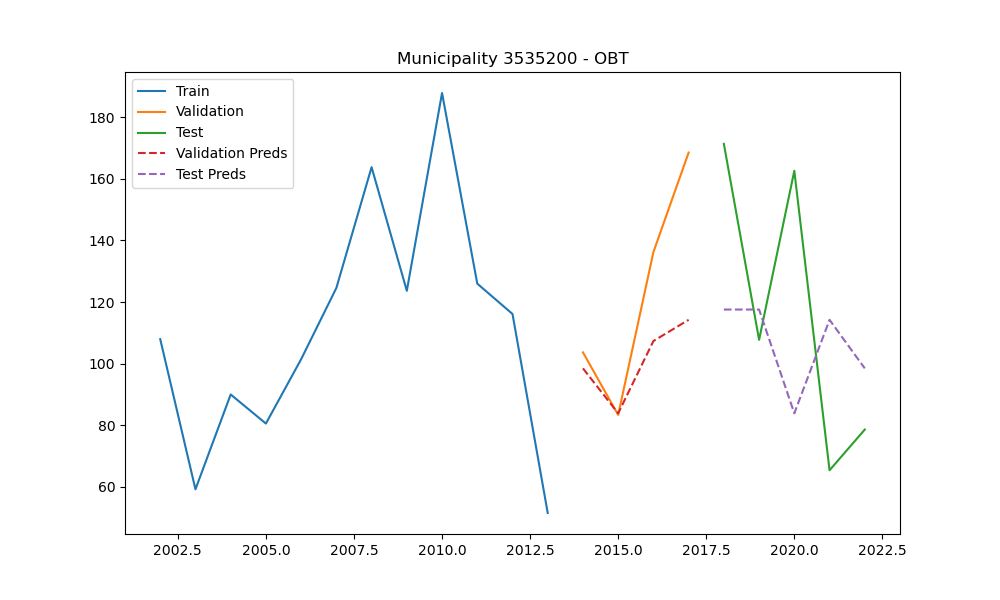 Municipality 3535200 - OBT
Train
Validation
Test
Validation Preds
Test Preds
180
160
140
120
100
80
60
2002.5 2005.0 2007.5 2010.0 2012.5 2015.0 2017.5 2020.0 2022.5